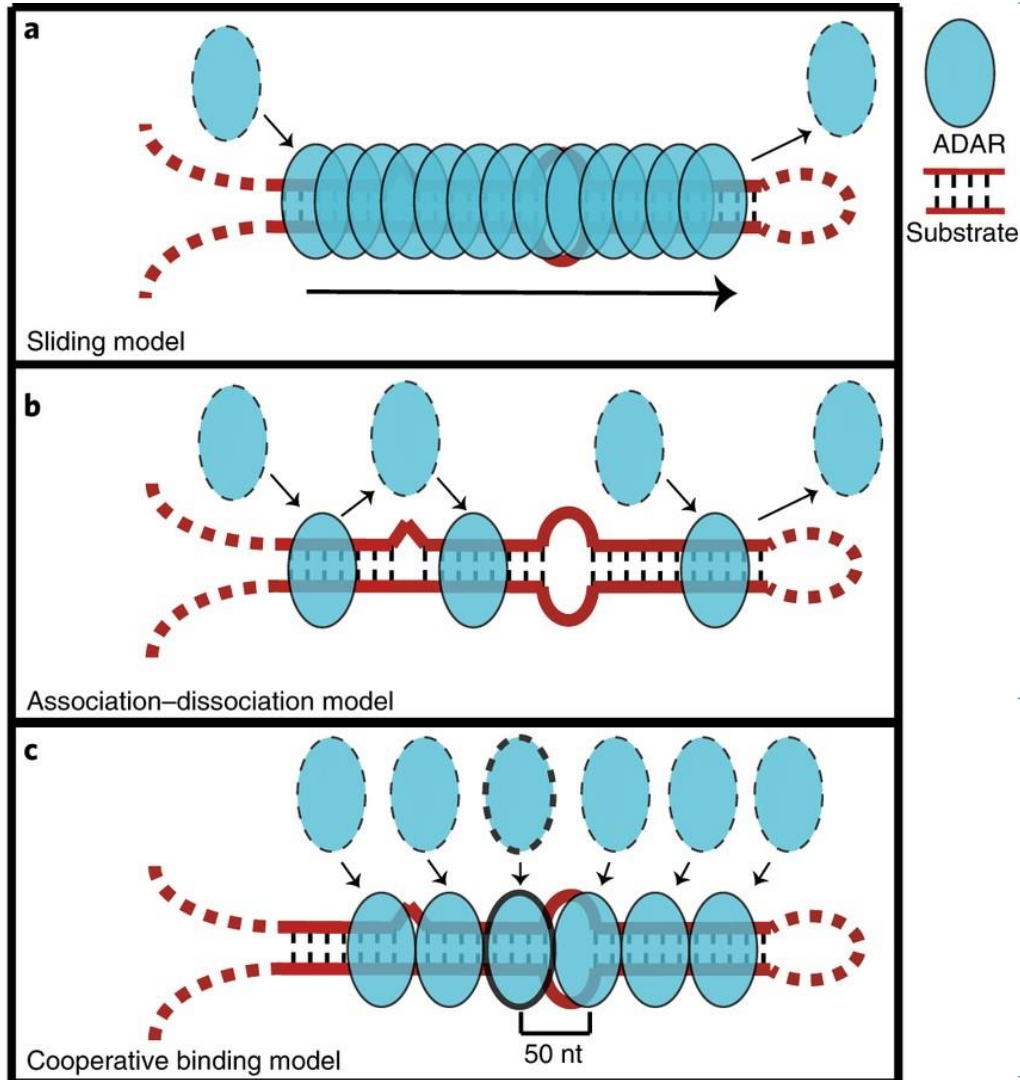 a
ADAR
Substrate
Sliding model
b
Association–dissociation model
c
50 nt
Cooperative binding model